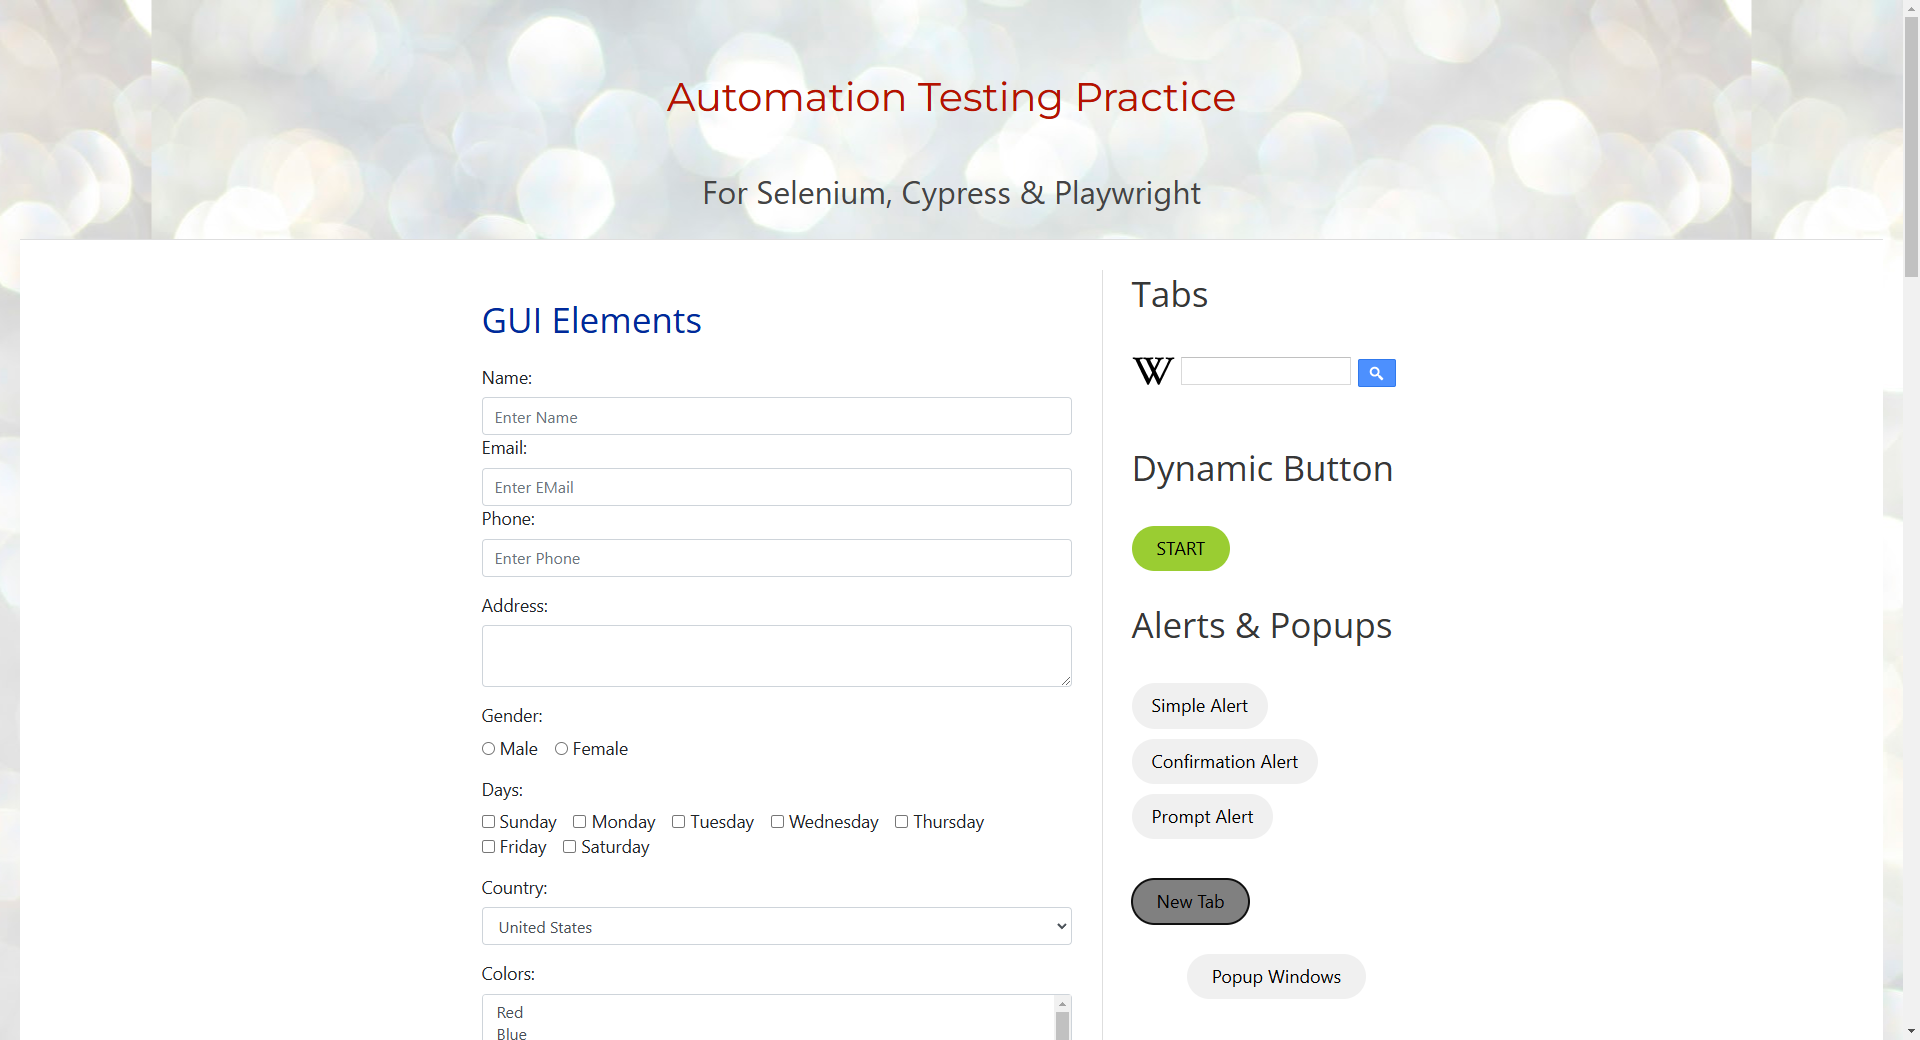 Automation Testing Practice
For Selenium, Cypress & Playwright
GUI Elements
Name:
Enter Name
Email:
Enter EMail
Phone:
Enter Phone
Address:
Gender:
Male Female
Days:
Sunday Monday Tuesday Wednesday Thursday
Friday Saturday
Country:
United States
Colors:
Red
Blue
Tabs
W
Dynamic Button
START
Alerts & Popups
Simple Alert
Confirmation Alert
Prompt Alert
New Tab
Popup Windows